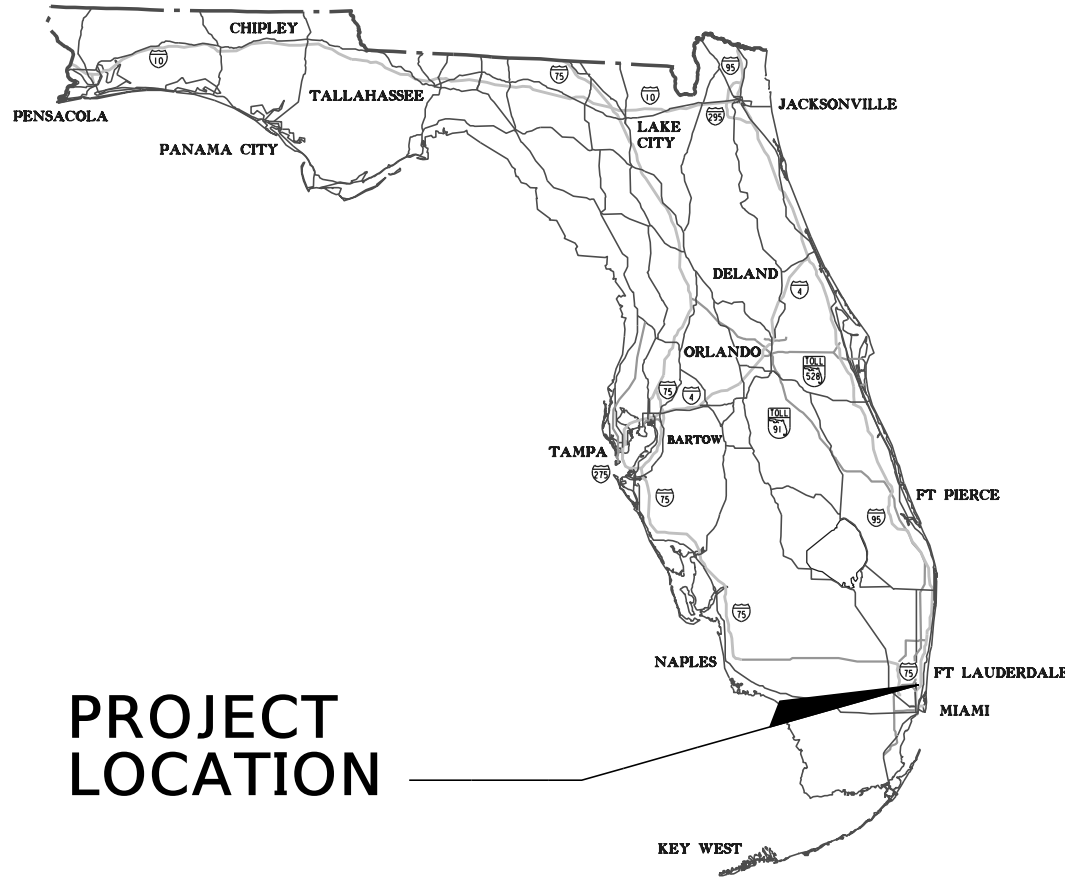 CHIPLEY
10
75
95
10
TALLAHASSEE
JACKSONVILLE
PENSACOLA
295
LAKE
CITY
PANAMA CITY
DELAND
4
ORLANDO
TOLL
528
75
4
TOLL
91
BARTOW
TAMPA
275
75
FT PIERCE
95
75
NAPLES
75
FT LAUDERDALE
MIAMI
PROJECT
LOCATION
KEY WEST